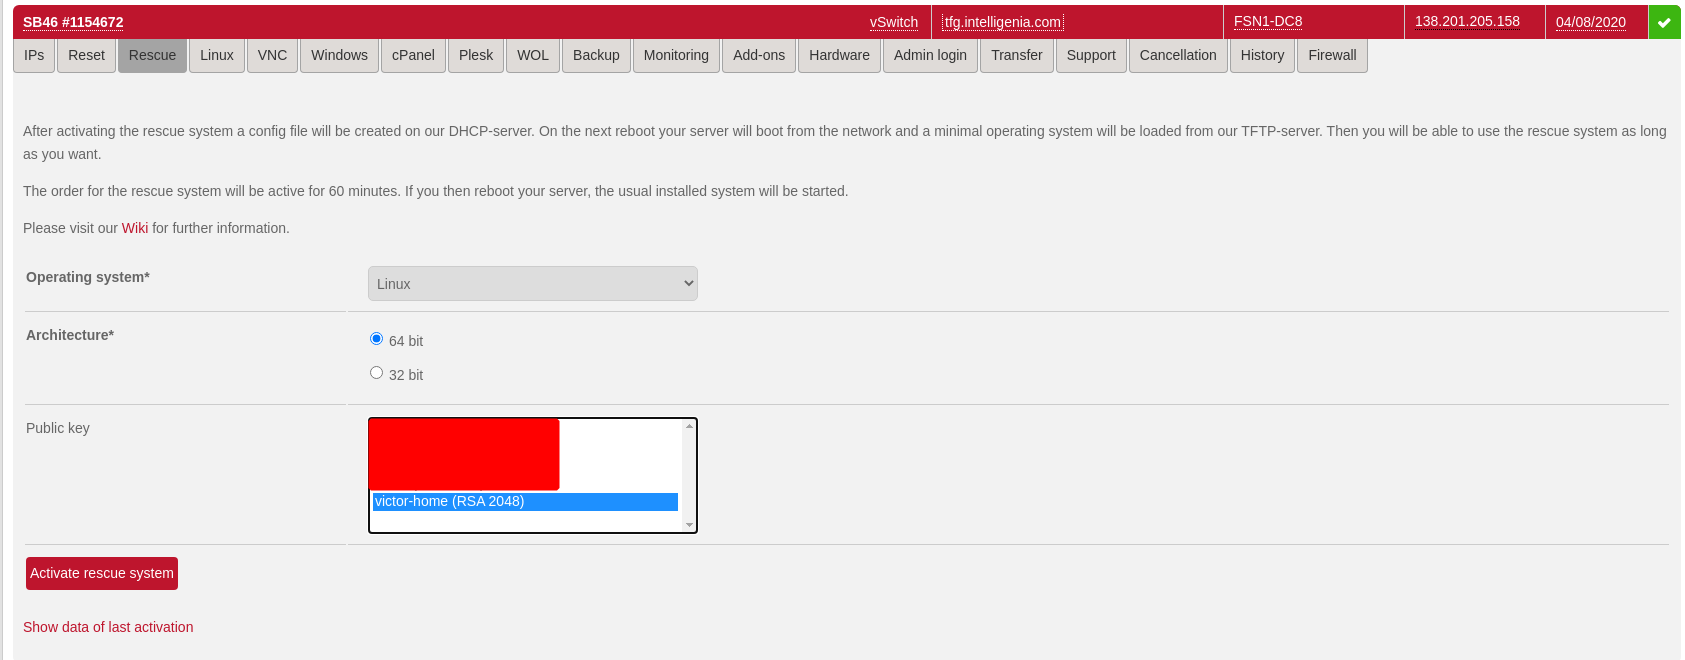 SB46 #1154672 vSwitch tfg.intelligenia.com FSN1-DC8 138.201.205.158 04/08/2020
IPs Reset Rescue Linux VNC Windows cPanel Plesk WOL Backup Monitoring Add-ons Hardware Admin login Transfer Support Cancellation History Firewall
After activating the rescue system a config file will be created on our DHCP-server. On the next reboot your server will boot from the network and a minimal operating system will be loaded from our TFTP-server. Then you will be able to use the rescue system as long
as you want.
The order for the rescue system will be active for 60 minutes. If you then reboot your server, the usual installed system will be started.
Please visit our Wiki for further information.
Operating system* Linux
Architecture* 64 bit
32 bit
Public key
victor-home (RSA 2048)
Activate rescue system
Show data of last activation